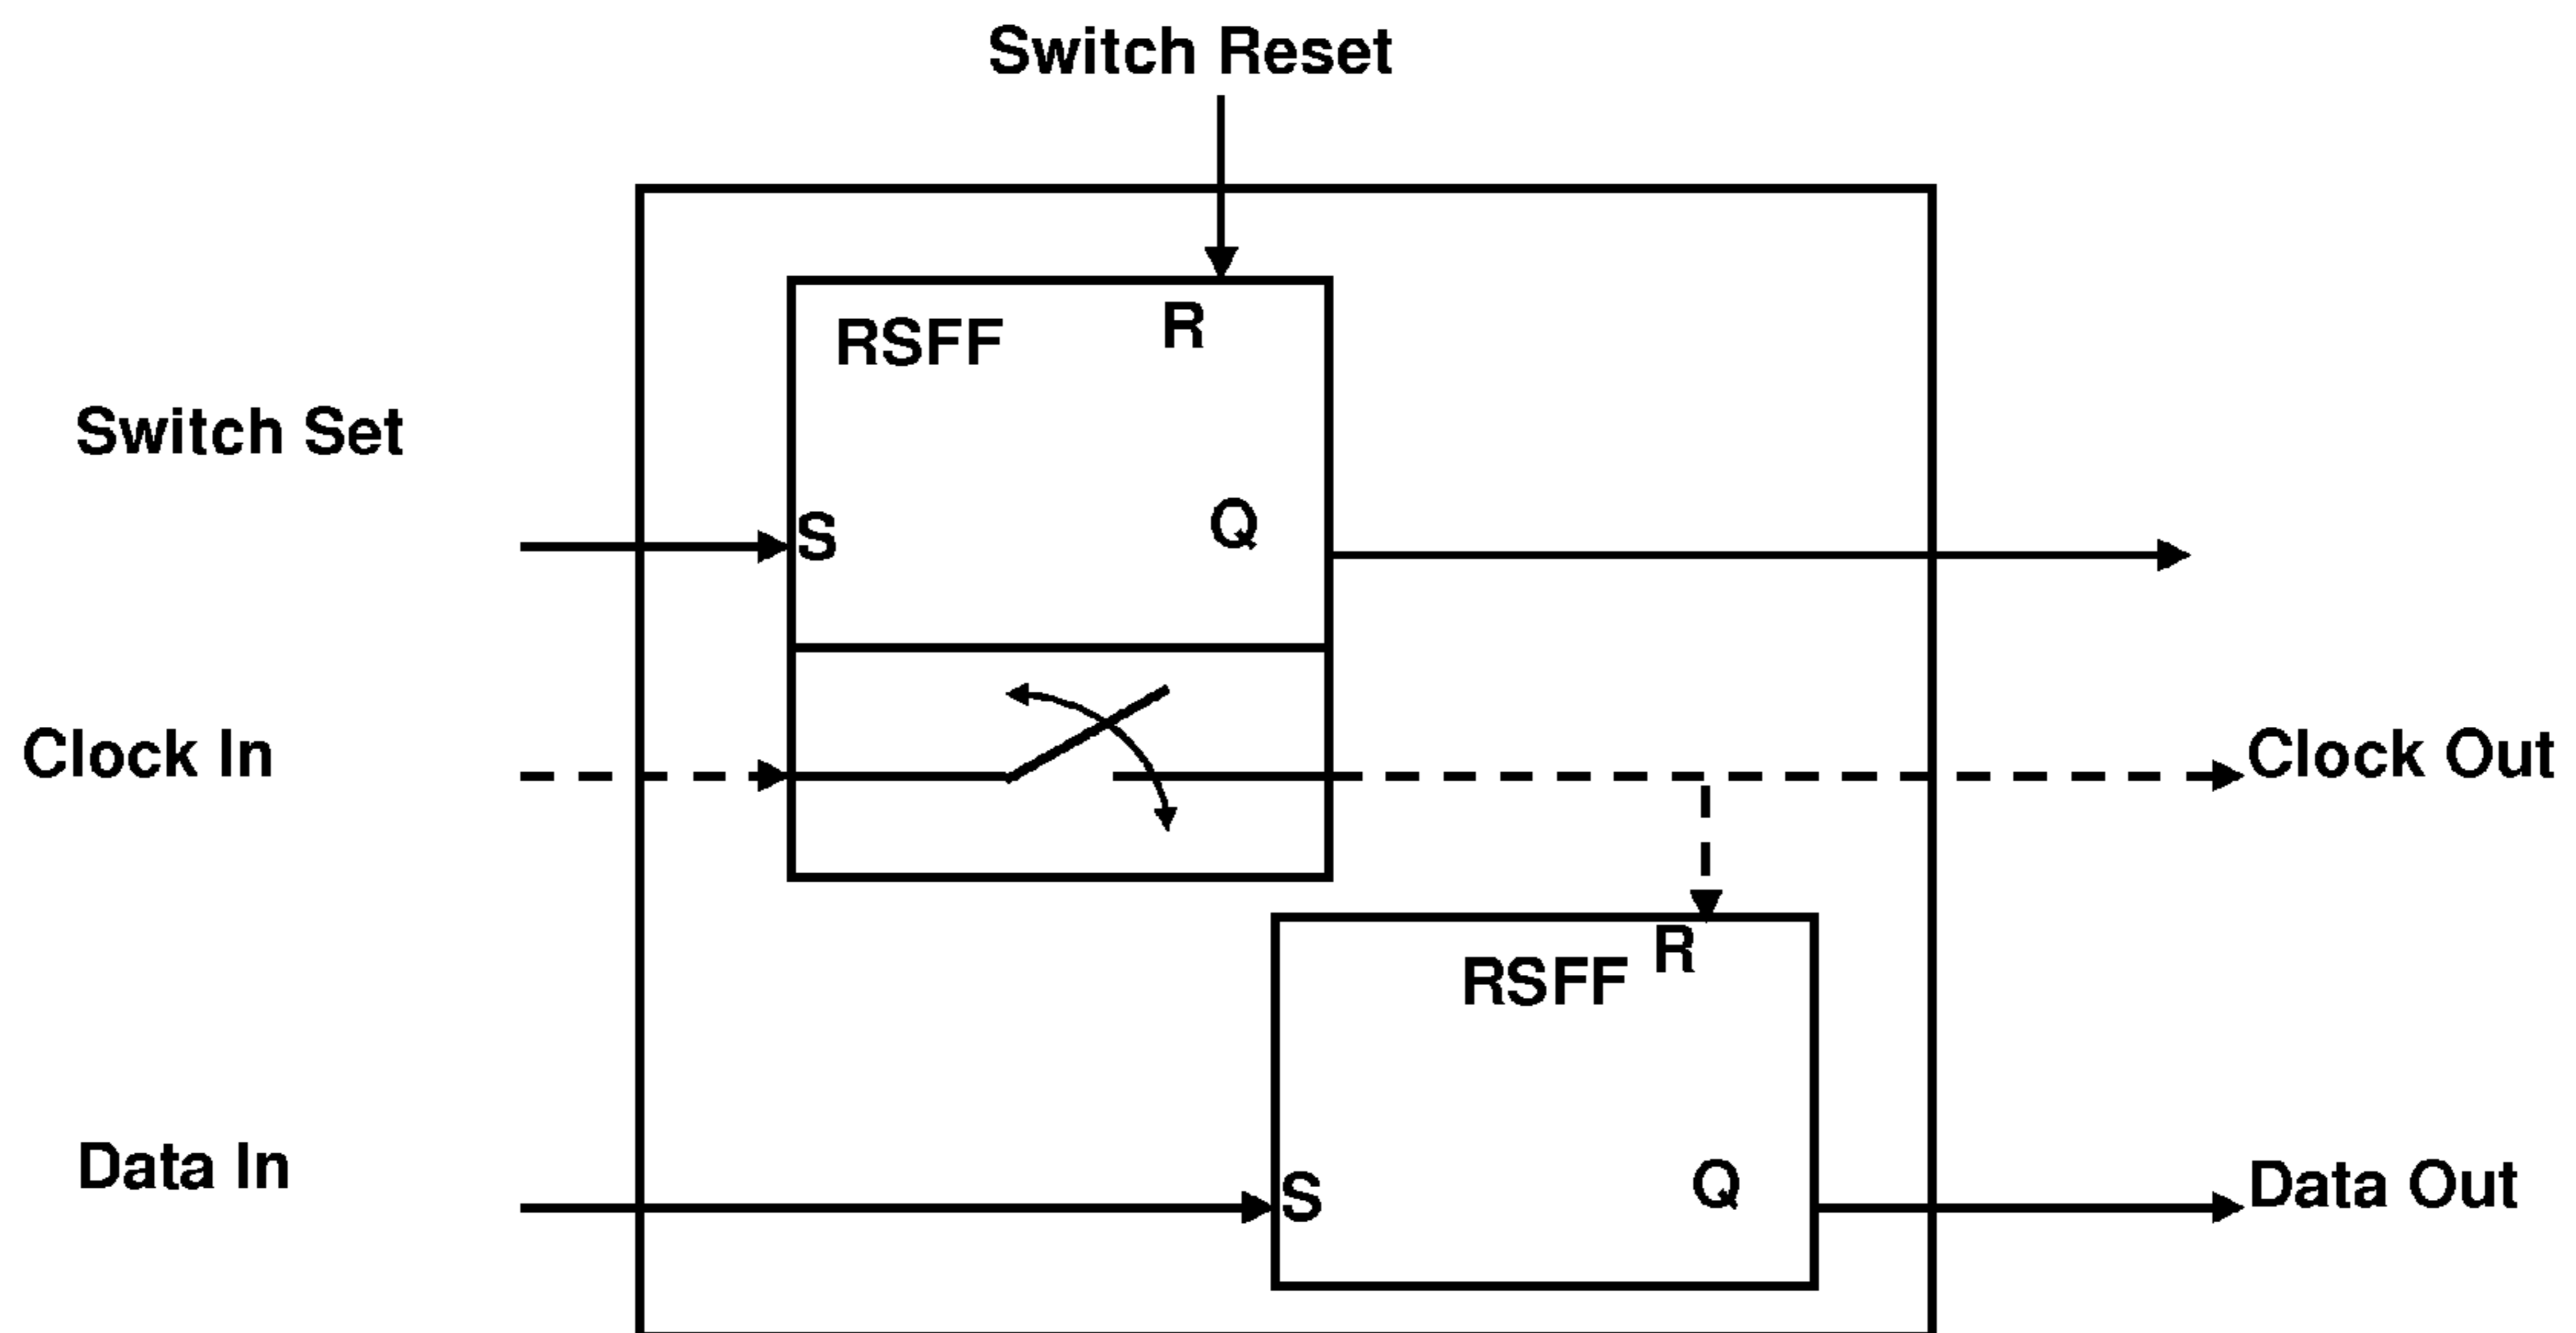 Switch Reset
RSFF
R
Switch Set
S
Q
Clock In
Clock Out
R
RSFF
Data In
S
Q
Data Out